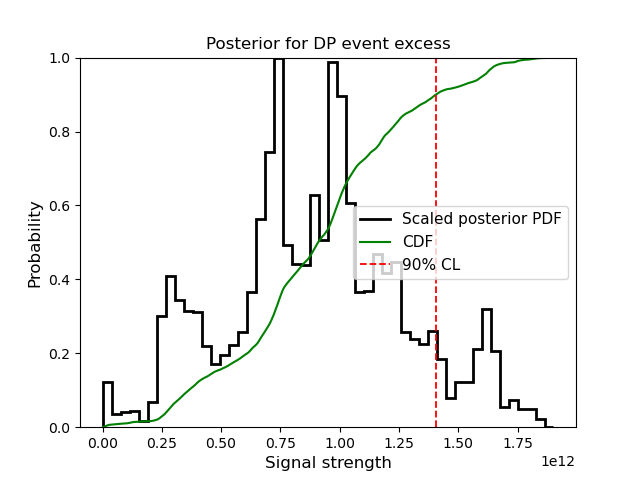 Posterior for DP event excess
1.0
0.8
0.6
0.4
0.2
0.0
Probability
Scaled posterior PDF
CDF
90% CL
0.00 0.25 0.50 0.75 1.00 1.25 1.50 1.75
Signal strength
1e12